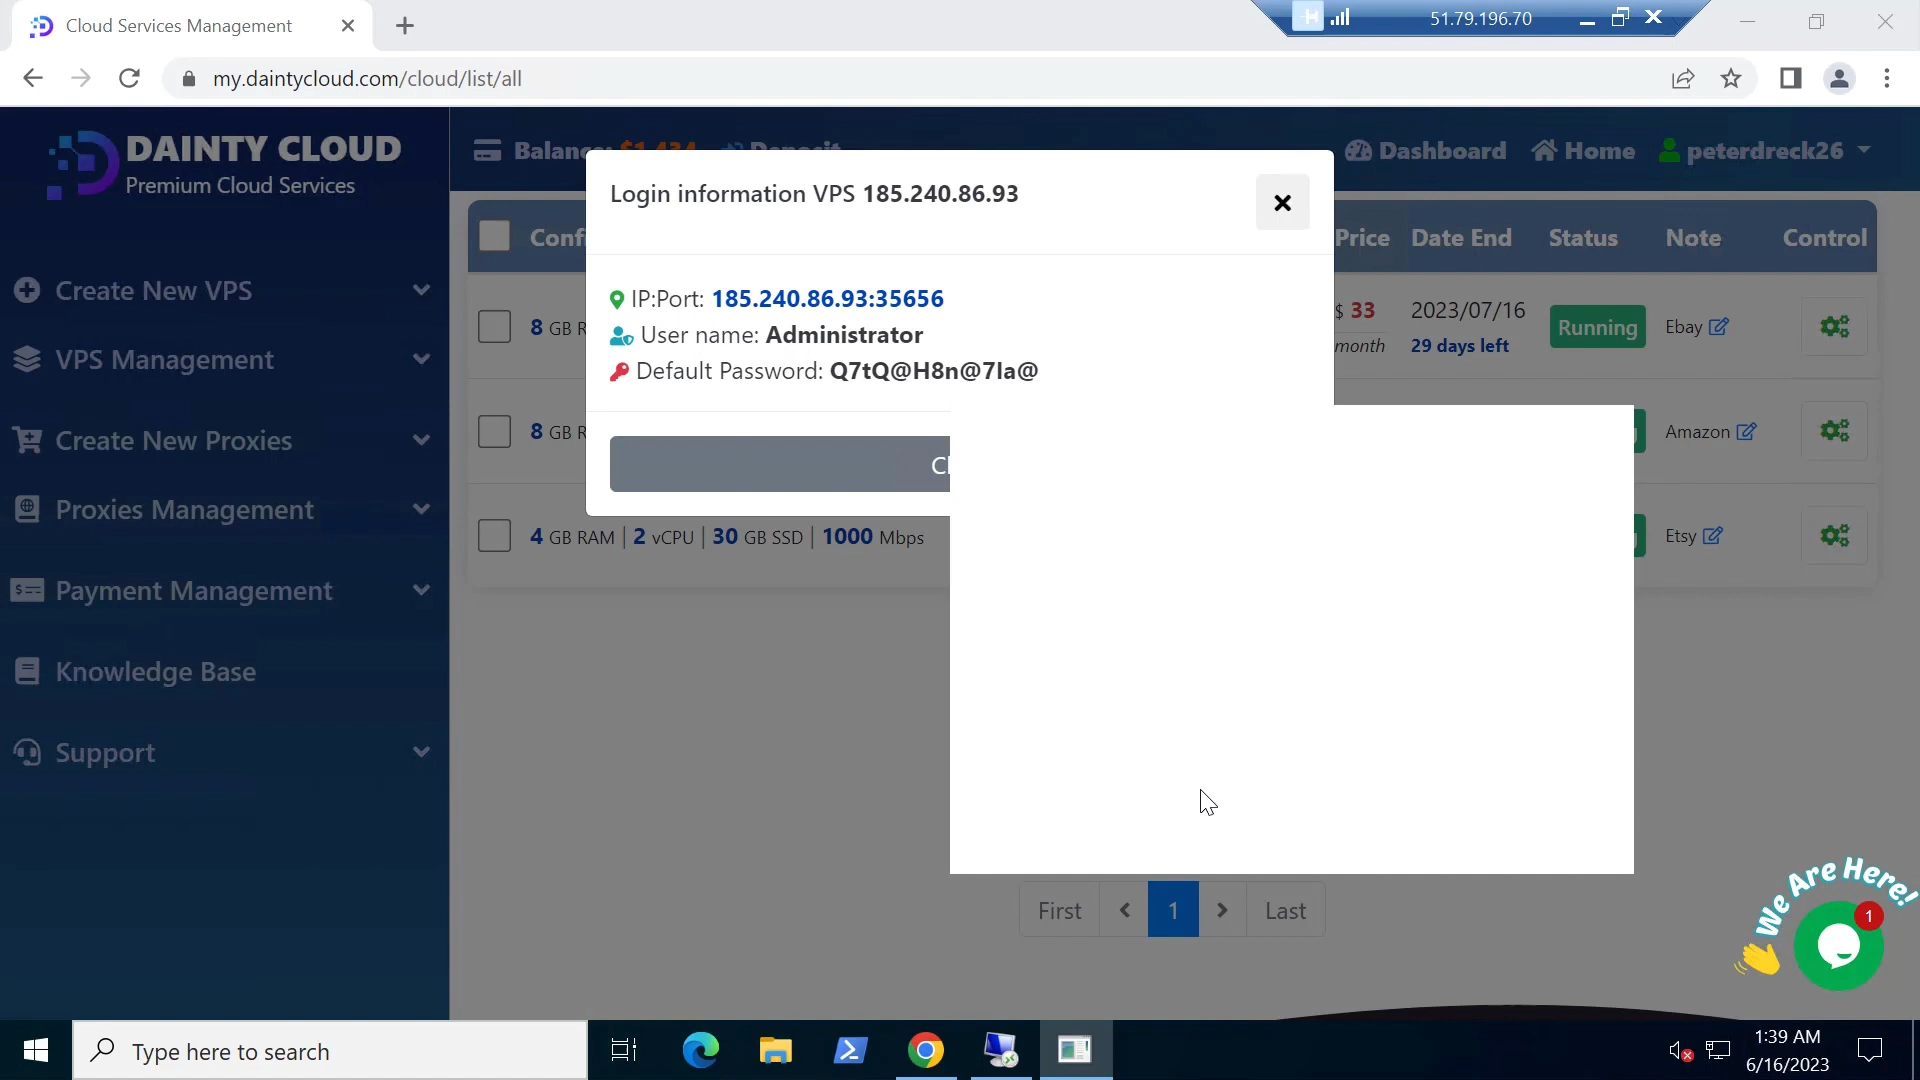 Cloud Services Management
51.79.196.70
my.daintycloud.com/cloud/list/all
DAINTY CLOUD
Premium Cloud Services
Create New VPS
VPS Management
Create New Proxies
Proxies Management
Payment Management
Knowledge Base
Support
Balance: $1,434 Deposit
Dashboard
Home
peterdreck26
Login information VPS 185.240.86.93
IP:Port: 185.240.86.93:35656
User name: Administrator
Price Date End Status Note Control
$ 33
month
2023/07/16
29 days left
Running
Ebay
8 GB
Amazon
8 GB
4 GB RAM | 2 vCPU | 30 GB SSD | 1000 Mbps
Etsy
Default Password:
First
1
Last
We Are Here!
1
Type here to search
1:39 AM
6/16/2023